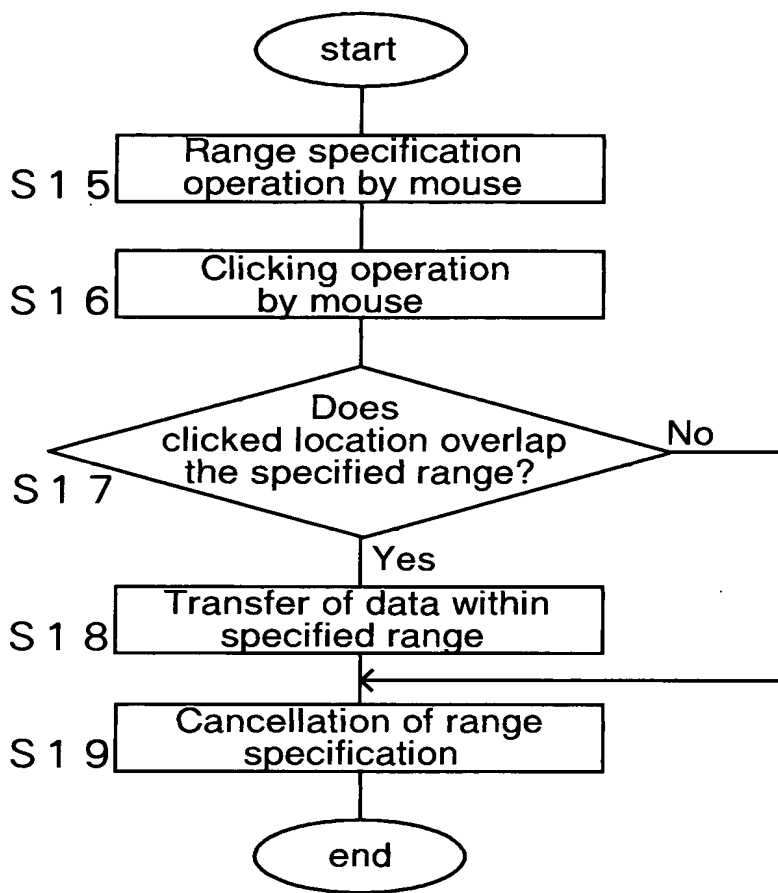 start
Range specification
operation by mouse
S 1 5
Clicking operation
by mouse
S 1 6
Does
clicked location overlap
the specified range?
No
S 1 7
Yes
Transfer of data within
specified range
S 1 8
Cancellation of range
specification
S 1 9
end